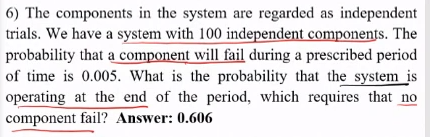 6) The components in the system are regarded as independent
trials. We have a system with 100 independent components. The
probability that a component will fail during a prescribed period
of time is 0.005. What is the probability that the system is
operating at the end of the period, which requires that no
component fail? Answer: 0.606